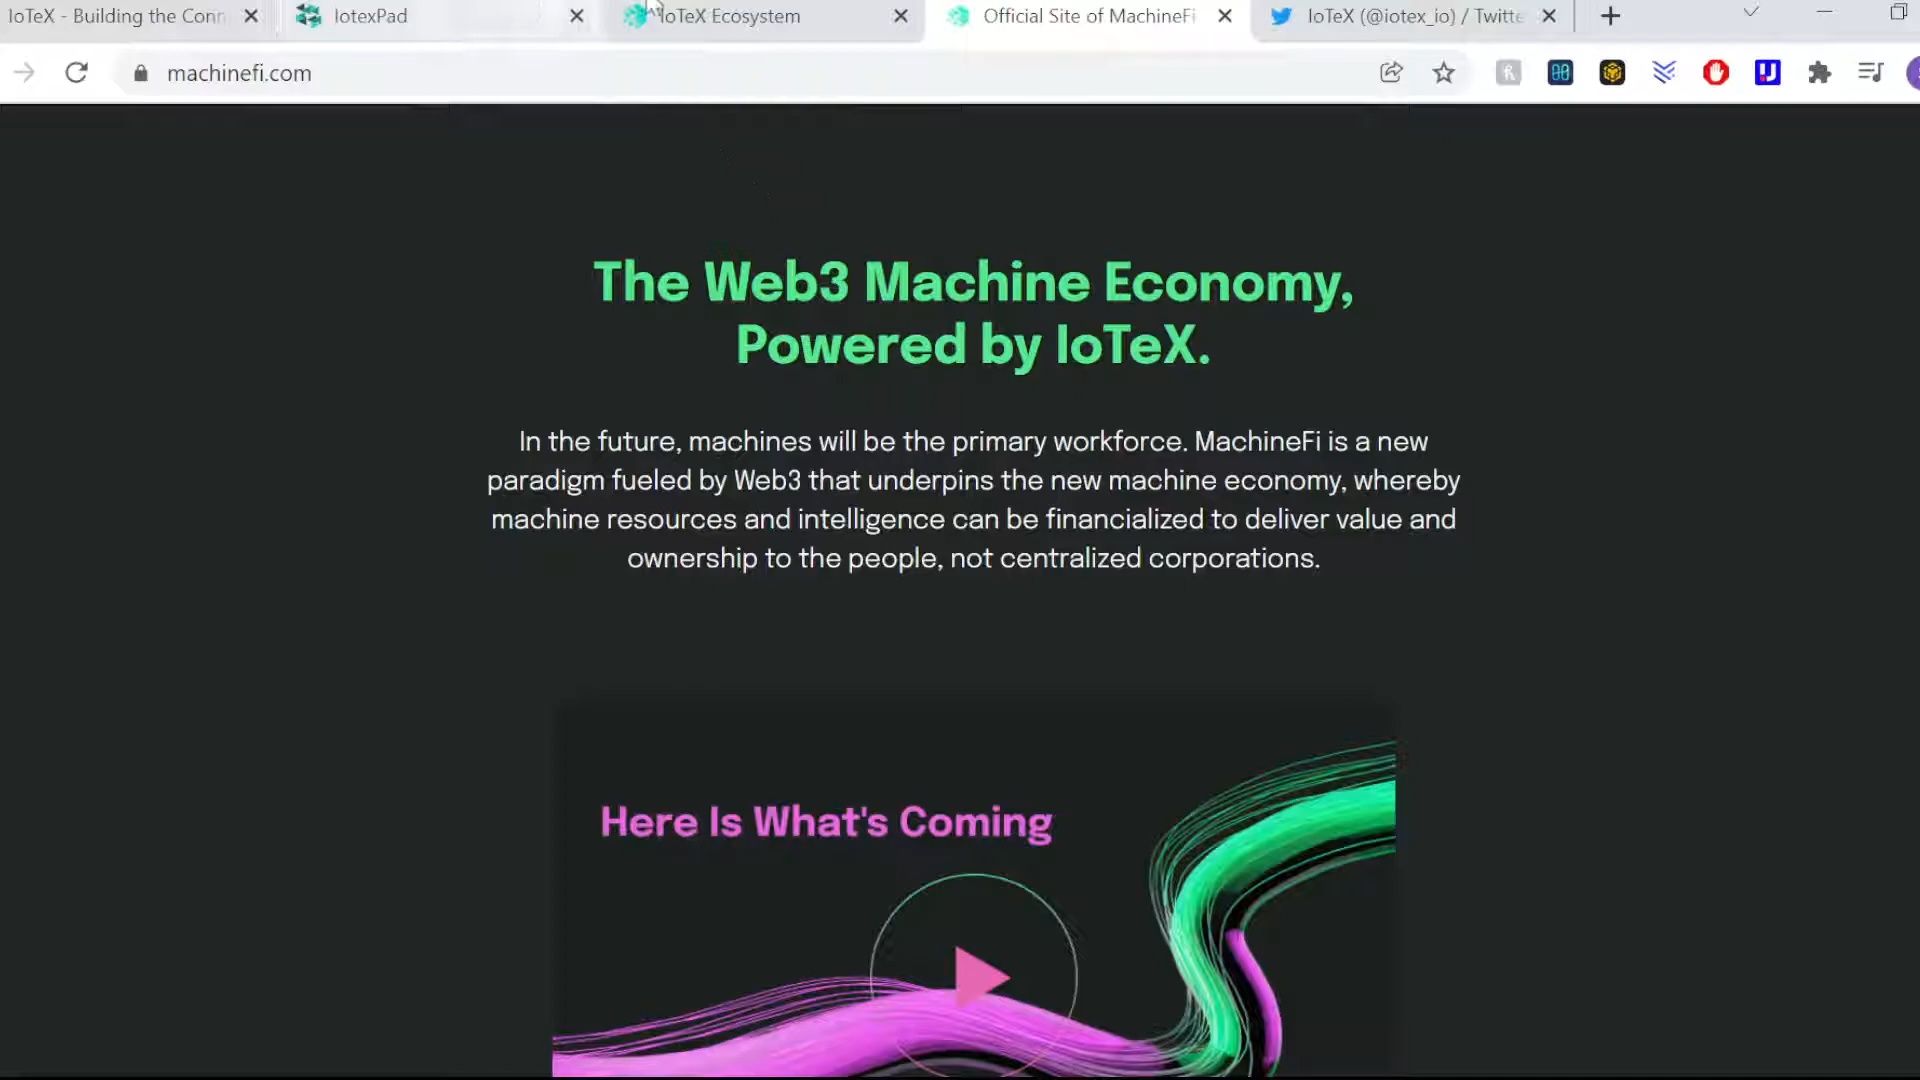 IoTeX - Building the Conn
IotexPad
IoTeX Ecosystem
Official Site of MachineFi
IoTeX (@iotex_io) / Twitte
machinefi.com
The Web3 Machine Economy,
Powered by IoTeX.
In the future, machines will be the primary workforce. MachineFi is a new
paradigm fueled by Web3 that underpins the new machine economy, whereby
machine resources and intelligence can be financialized to deliver value and
ownership to the people, not centralized corporations.
Here Is What's Coming